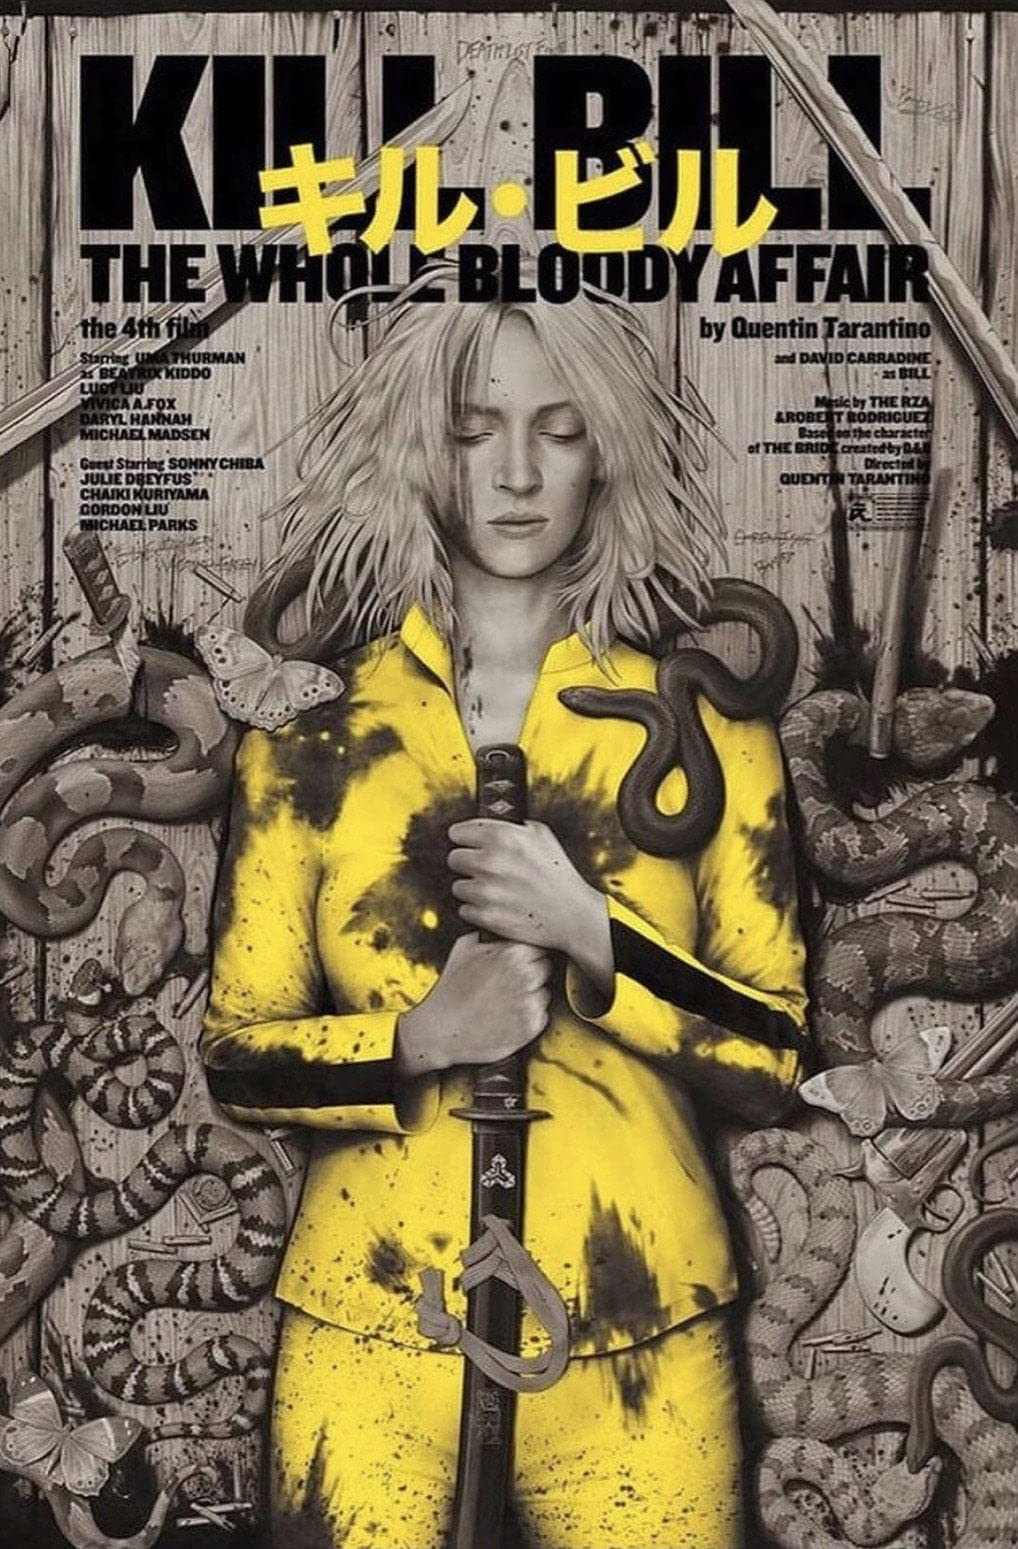 KILL BILL
キル・ビル
THE WHOLE BLOODY AFFAIR
the 4th film
by Quentin Tarantino
Starring UMA THURMAN
as BEATRIX KIDDO
LUCY LIU
VIVICA A.FOX
DARYL HANNAH
MICHAEL MADSEN
Guest Starring SONNY CHIBA
JULIE DREYFUS
CHAIKI KURIYAMA
GORDON LIU
MICHAEL PARKS
and DAVID CARRADINE
as BILL
Music by THE RZA
& ROBERT RODRIGUEZ
Based on the character
of THE BRIDE created by Q&U
Directed by
QUENTIN TARANTINO